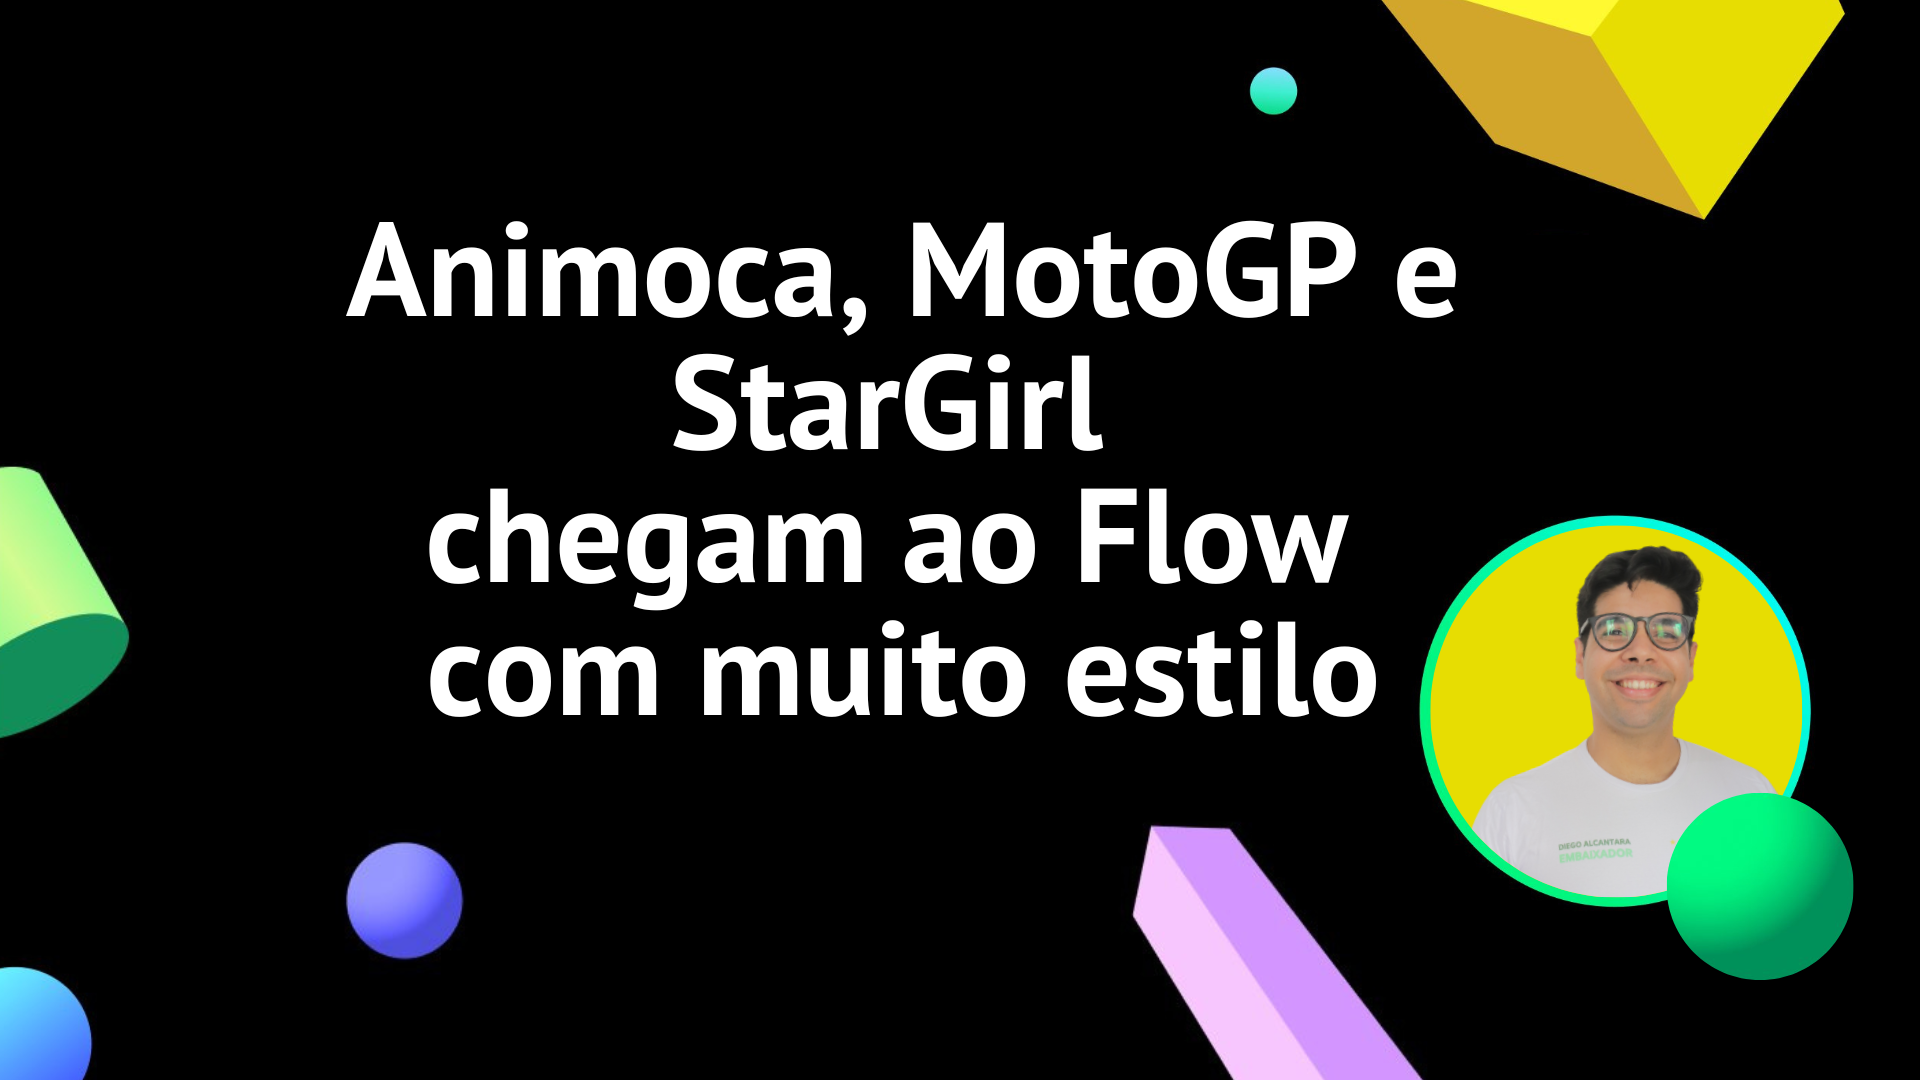 Animoca, MotoGP e
StarGirl
chegam ao Flow
com muito estilo
DIEGO ALCANTARA
EMBAIXADOR